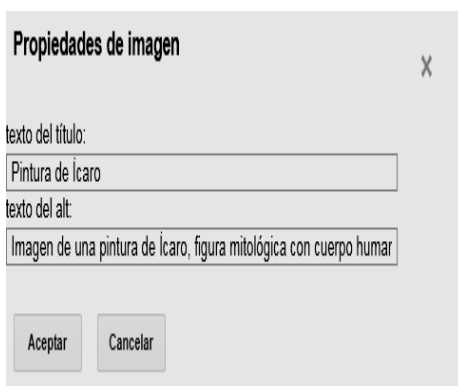 Propiedades de imagen
x
texto del título:
Pintura de Ícaro
texto del alt:
Imagen de una pintura de Ícaro, figura mitológica con cuerpo humar
Aceptar Cancelar